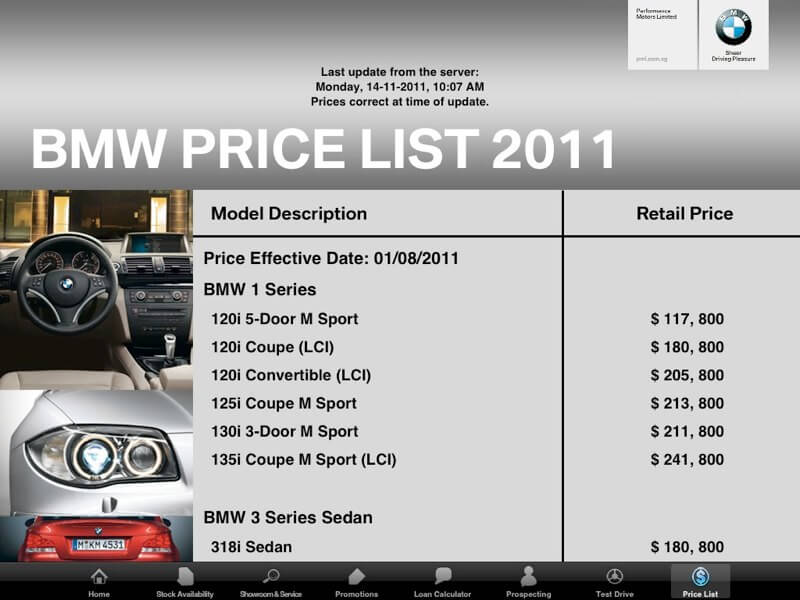 Performance
Motors Limited
pml.com.sg
BMW
Sheer
Driving Pleasure
Last update from the server:
Monday, 14-11-2011, 10:07 AM
Prices correct at time of update.
BMW PRICE LIST 2011
Model Description
Retail Price
Price Effective Date: 01/08/2011
BMW 1 Series
120i 5-Door M Sport $ 117, 800
120i Coupe (LCI) $ 180, 800
120i Convertible (LCI) $ 205, 800
125i Coupe M Sport $ 213, 800
130i 3-Door M Sport $ 211, 800
135i Coupe M Sport (LCI) $ 241, 800
BMW 3 Series Sedan
318i Sedan $ 180, 800
M KM 4531
Home
Stock Availability
Showroom & Service
Promotions
Loan Calculator
Prospecting
Test Drive
Price List